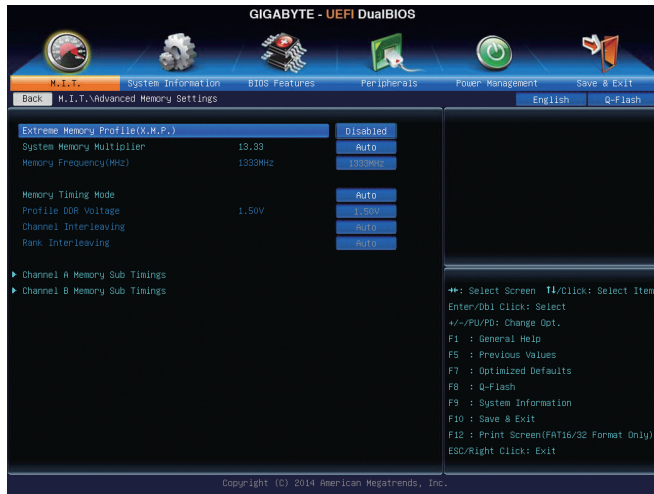 GIGABYTE - UEFI DualBIOS
M.I.T.
System Information
BIOS Features
Peripherals
Power Management
Save & Exit
Back M.I.T.\Advanced Memory Settings
English
Q-Flash
Extreme Memory Profile(X.M.P.) Disabled
System Memory Multiplier 13.33 Auto
Memory Frequency(MHz) 1333MHz 1333MHz
Memory Timing Mode Auto
Profile DDR Voltage 1.50V 1.50V
Channel Interleaving Auto
Rank Interleaving Auto
Channel A Memory Sub Timings
Channel B Memory Sub Timings
→←: Select Screen ↑↓/Click: Select Item
Enter/Dbl Click: Select
+/-/PU/PD: Change Opt.
F1 : General Help
F5 : Previous Values
F7 : Optimized Defaults
F8 : Q-Flash
F9 : System Information
F10 : Save & Exit
F12 : Print Screen(FAT16/32 Format Only)
ESC/Right Click: Exit
Copyright (C) 2014 American Megatrends, Inc.